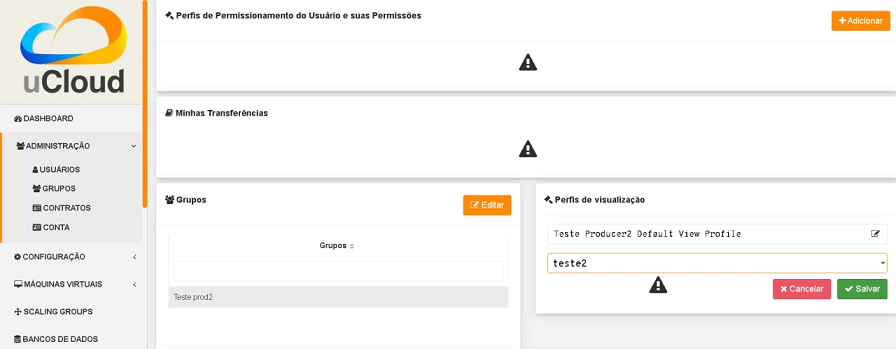 uCloud
DASHBOARD
ADMINISTRAÇÃO
USUÁRIOS
GRUPOS
CONTRATOS
CONTA
CONFIGURAÇÃO
MÁQUINAS VIRTUAIS
SCALING GROUPS
BANCOS DE DADOS
Perfis de Permissionamento do Usuário e suas Permissões
Adicionar
Minhas Transferências
Grupos
Editar
Grupos
Teste prod2
Perfis de visualização
Teste Producer2 Default View Profile
teste2
Cancelar
Salvar